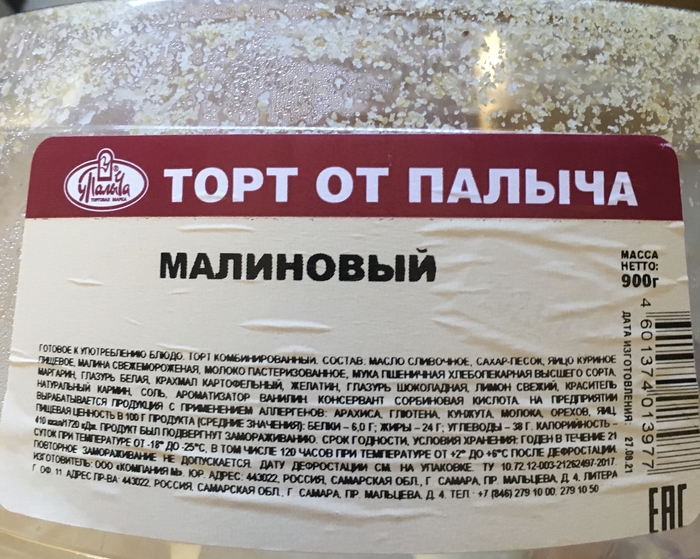 у Палыча®
ТОРГОВАЯ МАРКА
ТОРТ ОТ ПАЛЫЧА
МАЛИНОВЫЙ
МАССА
НЕТТО:
900г
ГОТОВОЕ К УПОТРЕБЛЕНИЮ БЛЮДО. ТОРТ КОМБИНИРОВАННЫЙ. СОСТАВ: МАСЛО СЛИВОЧНОЕ, САХАР-ПЕСОК, ЯЙЦО КУРИНОЕ
ПИЩЕВОЕ, МАЛИНА СВЕЖЕМОРОЖЕНАЯ, МОЛОКО ПАСТЕРИЗОВАННОЕ, МУКА ПШЕНИЧНАЯ ХЛЕБОПЕКАРНАЯ ВЫСШЕГО СОРТА,
МАРГАРИН, ГЛАЗУРЬ БЕЛАЯ, КРАХМАЛ КАРТОФЕЛЬНЫЙ, ЖЕЛАТИН, ГЛАЗУРЬ ШОКОЛАДНАЯ, ЛИМОН СВЕЖИЙ, КРАСИТЕЛЬ
НАТУРАЛЬНЫЙ КАРМИН, СОЛЬ, АРОМАТИЗАТОР ВАНИЛИН, КОНСЕРВАНТ СОРБИНОВАЯ КИСЛОТА. НА ПРЕДПРИЯТИИ
ВЫРАБАТЫВАЕТСЯ ПРОДУКЦИЯ С ПРИМЕНЕНИЕМ АЛЛЕРГЕНОВ: АРАХИСА, ГЛЮТЕНА, КУНЖУТА, МОЛОКА, ОРЕХОВ, ЯИЦ.
ПИЩЕВАЯ ЦЕННОСТЬ В 100 Г ПРОДУКТА (СРЕДНИЕ ЗНАЧЕНИЯ): БЕЛКИ – 6,0 Г; ЖИРЫ – 24 Г; УГЛЕВОДЫ – 38 Г. КАЛОРИЙНОСТЬ –
410 ккал/1720 кДж. ПРОДУКТ БЫЛ ПОДВЕРГНУТ ЗАМОРАЖИВАНИЮ. СРОК ГОДНОСТИ, УСЛОВИЯ ХРАНЕНИЯ: ГОДЕН В ТЕЧЕНИЕ 21
СУТОК ПРИ ТЕМПЕРАТУРЕ ОТ -18° ДО -25°С, В ТОМ ЧИСЛЕ 120 ЧАСОВ ПРИ ТЕМПЕРАТУРЕ ОТ +2° ДО +6°С ПОСЛЕ ДЕФРОСТАЦИИ.
ПОВТОРНОЕ ЗАМОРАЖИВАНИЕ НЕ ДОПУСКАЕТСЯ. ДАТУ ДЕФРОСТАЦИИ СМ. НА УПАКОВКЕ. ТУ 10.72.12-003-21262497-2017.
ИЗГОТОВИТЕЛЬ: ООО «КОМПАНИЯ М». ЮР. АДРЕС: 443022, РОССИЯ, САМАРСКАЯ ОБЛ., Г. САМАРА, ПР. МАЛЬЦЕВА, Д. 4, ЛИТЕРА
Г, ОФ. 11. АДРЕС ПР-ВА: 443022, РОССИЯ, САМАРСКАЯ ОБЛ., Г. САМАРА, ПР. МАЛЬЦЕВА, Д. 4. ТЕЛ.: +7 (846) 279 10 00, 279 10 50
ДАТА ИЗГОТОВЛЕНИЯ: 27.08.21
4 601374 013977
ЕАС